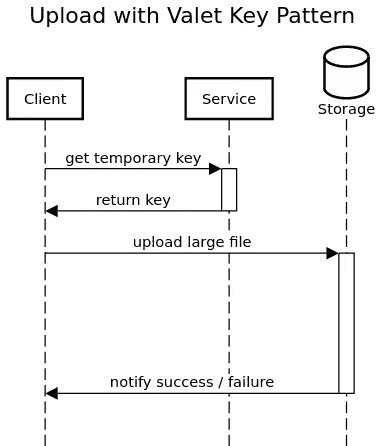 Upload with Valet Key Pattern
Client
Service
Storage
get temporary key
return key
upload large file
notify success / failure